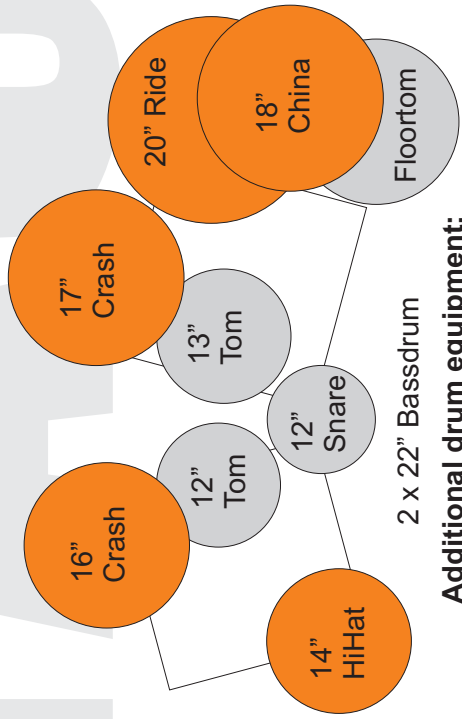 17”
Crash
16”
Crash
20” Ride
13”
Tom
12”
Tom
18”
China
12”
Snare
14”
HiHat
Floortom
2 x 22” Bassdrum
Additional drum equipment: